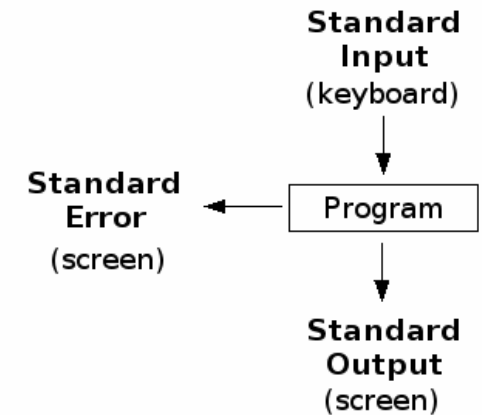 Standard
Input
(keyboard)
Standard
Error
(screen)
Program
Standard
Output
(screen)